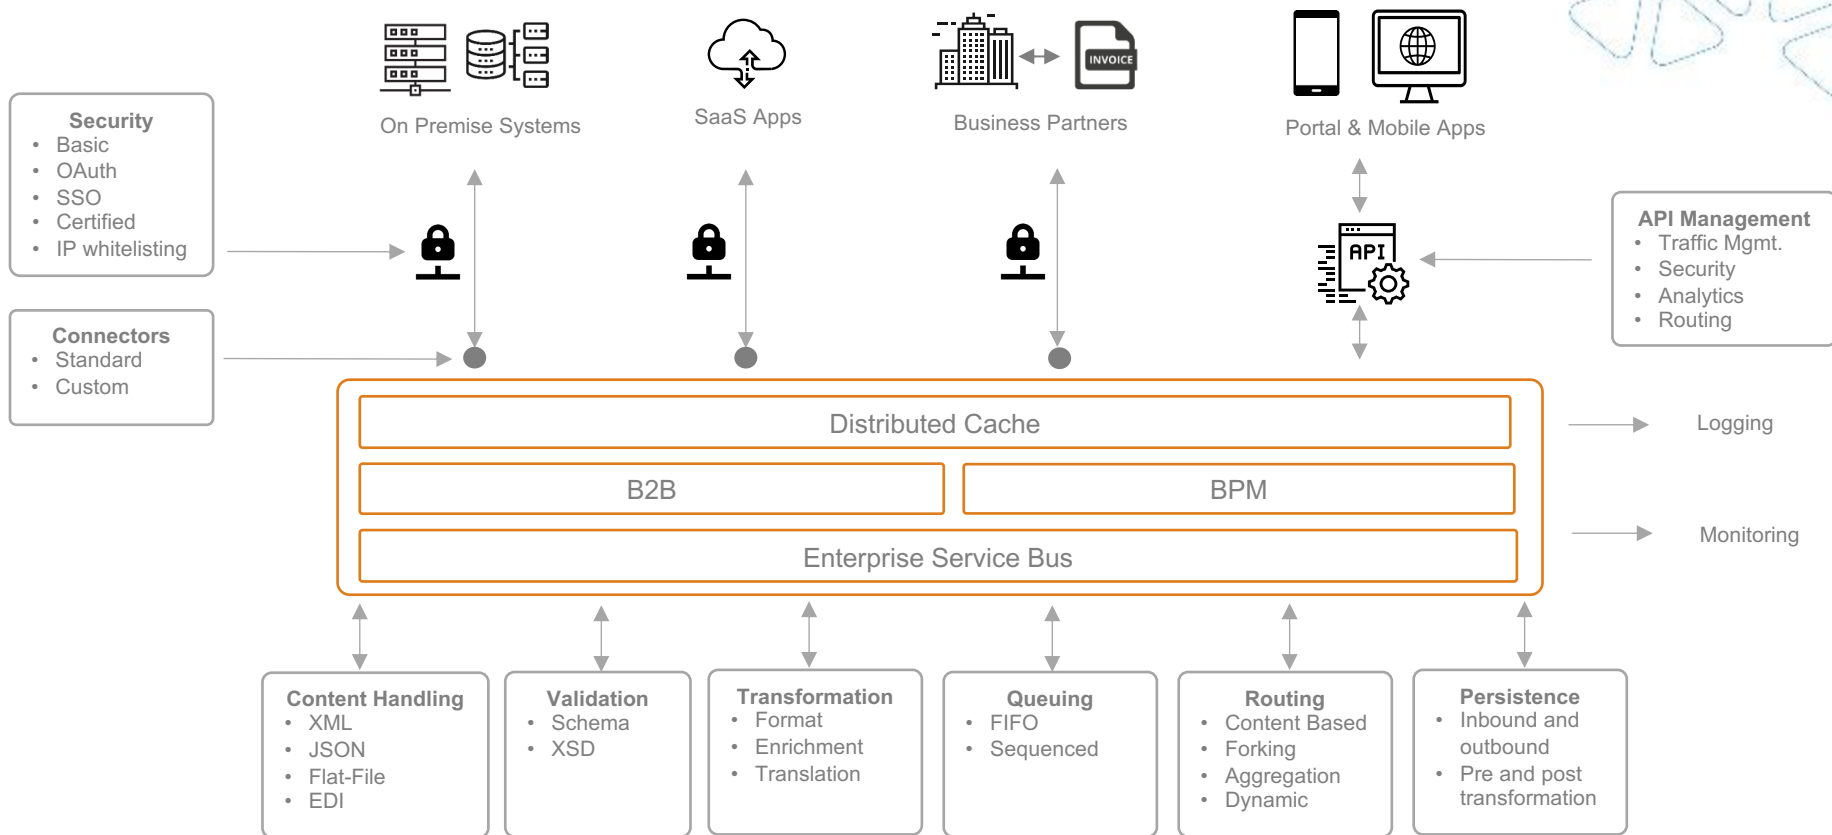 INVOICE
On Premise Systems
SaaS Apps
Business Partners
Portal & Mobile Apps
Security
• Basic
• OAuth
• SSO
• Certified
• IP whitelisting
API
API Management
• Traffic Mgmt.
• Security
• Analytics
• Routing
Connectors
• Standard
• Custom
Distributed Cache
B2B
BPM
Enterprise Service Bus
Logging
Monitoring
Content Handling
• XML
• JSON
• Flat-File
• EDI
Validation
• Schema
• XSD
Transformation
• Format
• Enrichment
• Translation
Queuing
• FIFO
• Sequenced
Routing
• Content Based
• Forking
• Aggregation
• Dynamic
Persistence
• Inbound and
outbound
• Pre and post
transformation